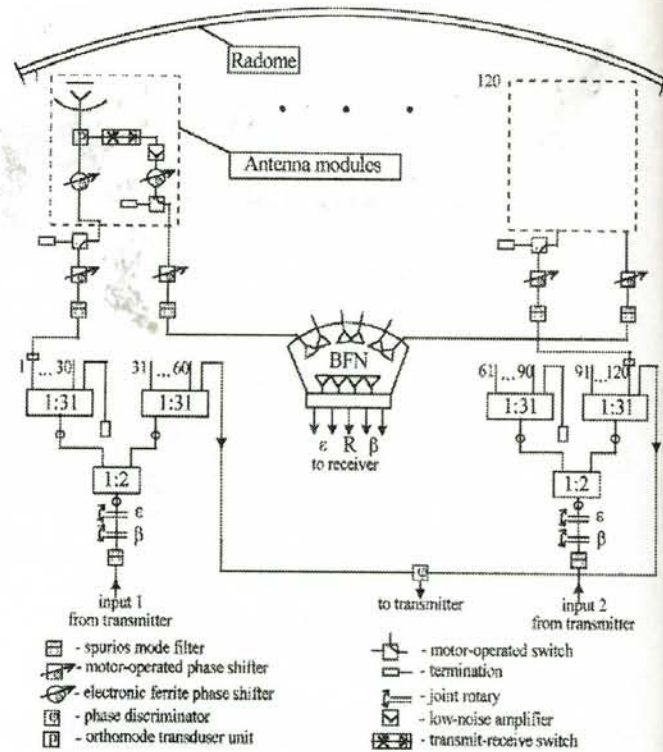 Radome
120
Antenna modules
BFN
1 ...30 31 ...60
61 ...90 91 ...120
1:31 1:31
1:31 1:31
ε R β
to receiver
1:2
1:2
ε
β
ε
β
input 1
from transmitter
φ
to transmitter
input 2
from transmitter
- spurios mode filter
- motor-operated phase shifter
- electronic ferrite phase shifter
φ - phase discriminator
p - orthomode transduser unit
- motor-operated switch
- termination
- joint rotary
- low-noise amplifier
- transmit-receive switch